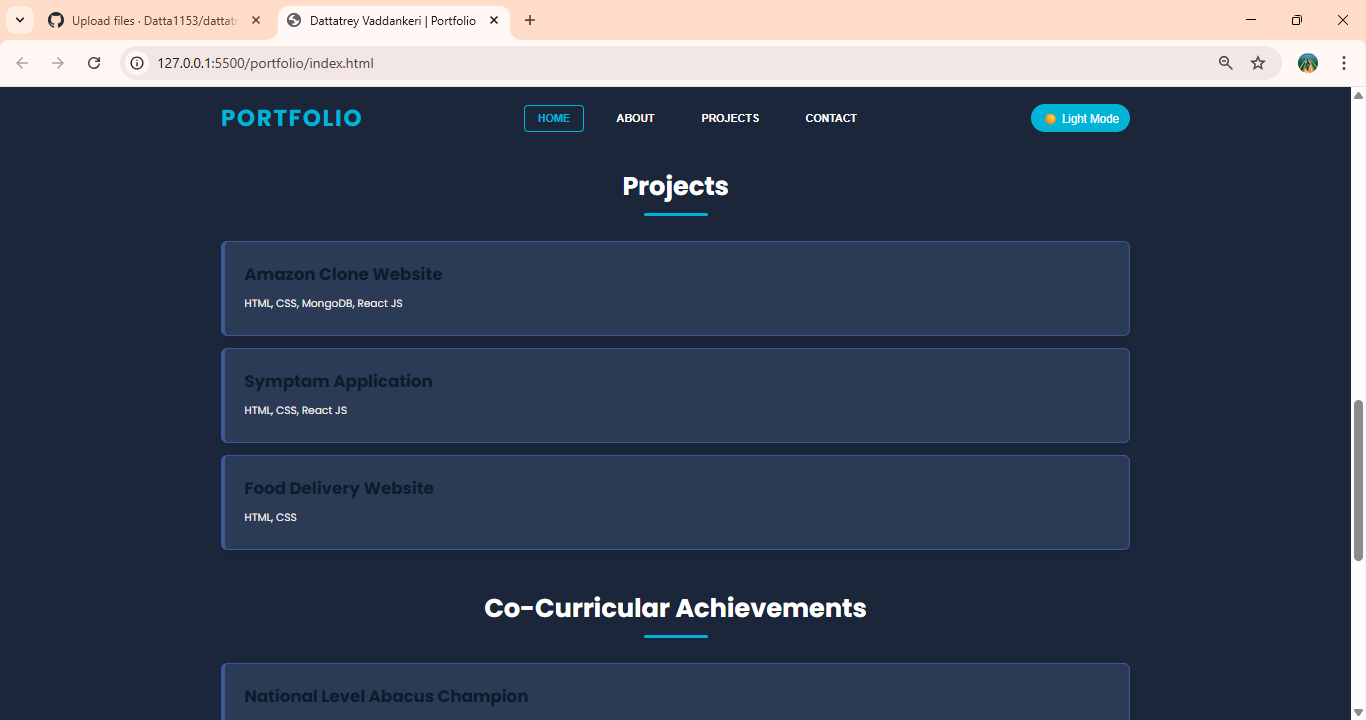 Upload files · Datta1153/dattatr
Dattatrey Vaddankeri | Portfolio
127.0.0.1:5500/portfolio/index.html
PORTFOLIO
HOME
ABOUT
PROJECTS
CONTACT
Light Mode
Projects
Amazon Clone Website
HTML, CSS, MongoDB, React JS
Symptam Application
HTML, CSS, React JS
Food Delivery Website
HTML, CSS
Co-Curricular Achievements
National Level Abacus Champion